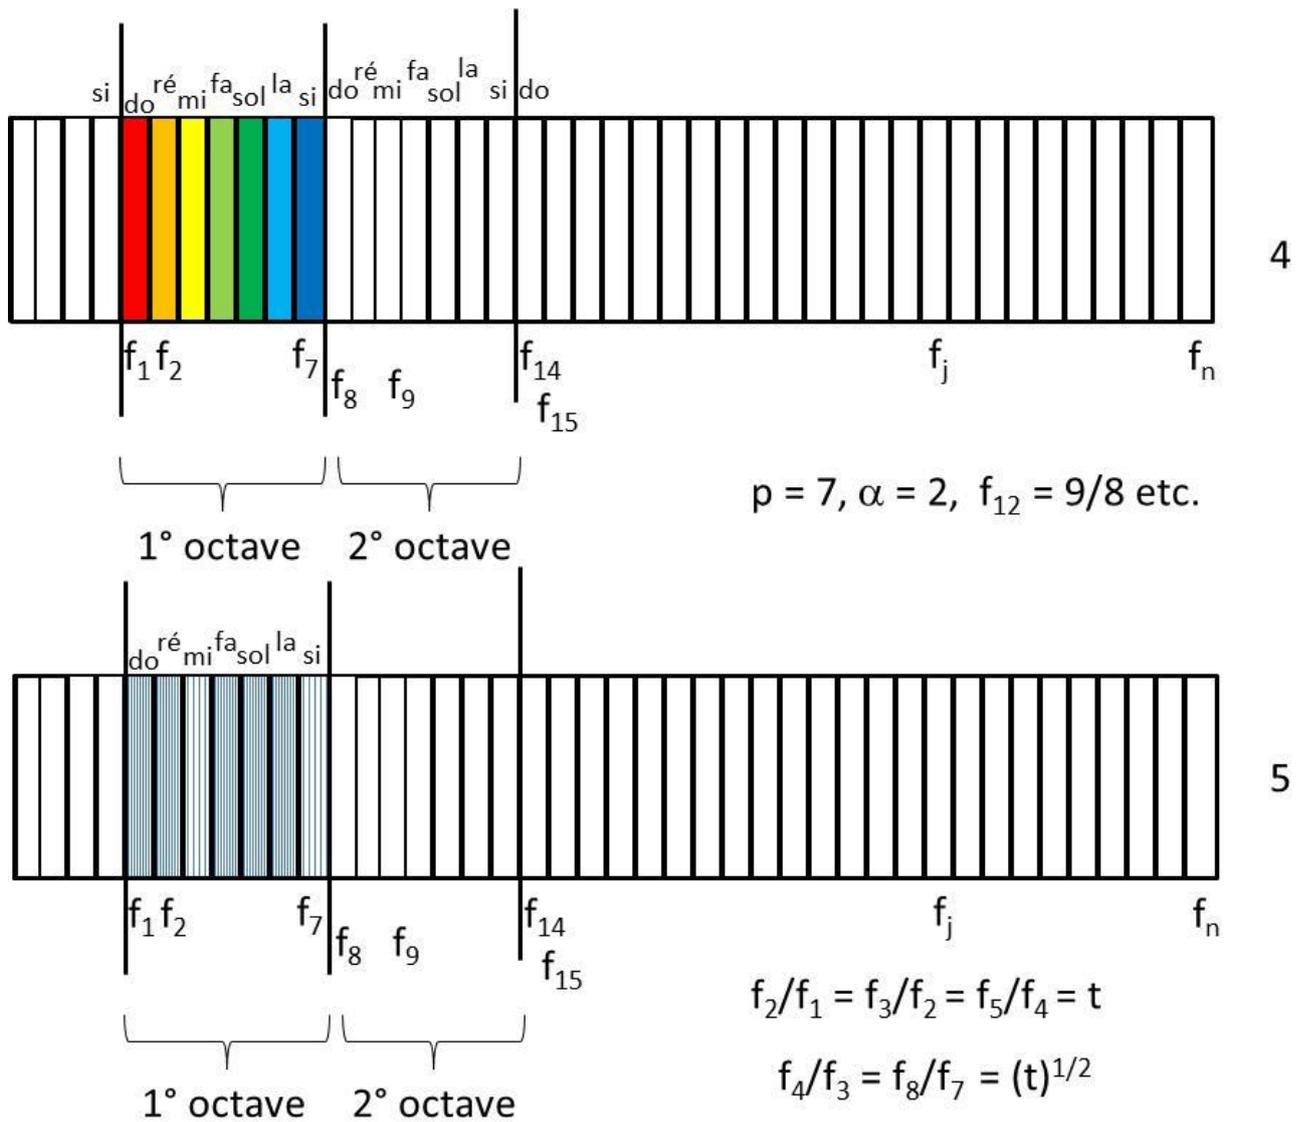 si do ré mi fa sol la si do ré mi fa sol la si do
4
f₁ f₂ f₇ f₈ f₉ f₁₄ f₁₅ fⱼ fₙ
p = 7, α = 2, f₁₂ = 9/8 etc.
1° octave 2° octave
do ré mi fa sol la si
5
f₁ f₂ f₇ f₈ f₉ f₁₄ f₁₅ fⱼ fₙ
f₂/f₁ = f₃/f₂ = f₅/f₄ = t
f₄/f₃ = f₈/f₇ = (t)¹/²
1° octave 2° octave